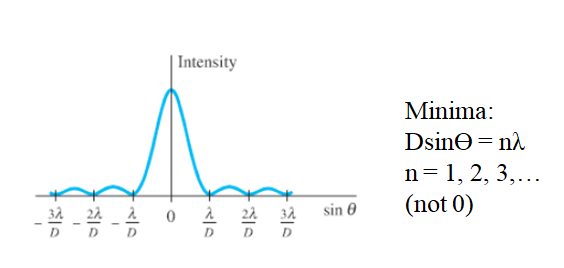 Intensity
Minima:
DsinΘ = nλ
n = 1, 2, 3,...
(not 0)
- 3λ/D - 2λ/D - λ/D 0 λ/D 2λ/D 3λ/D sin θ